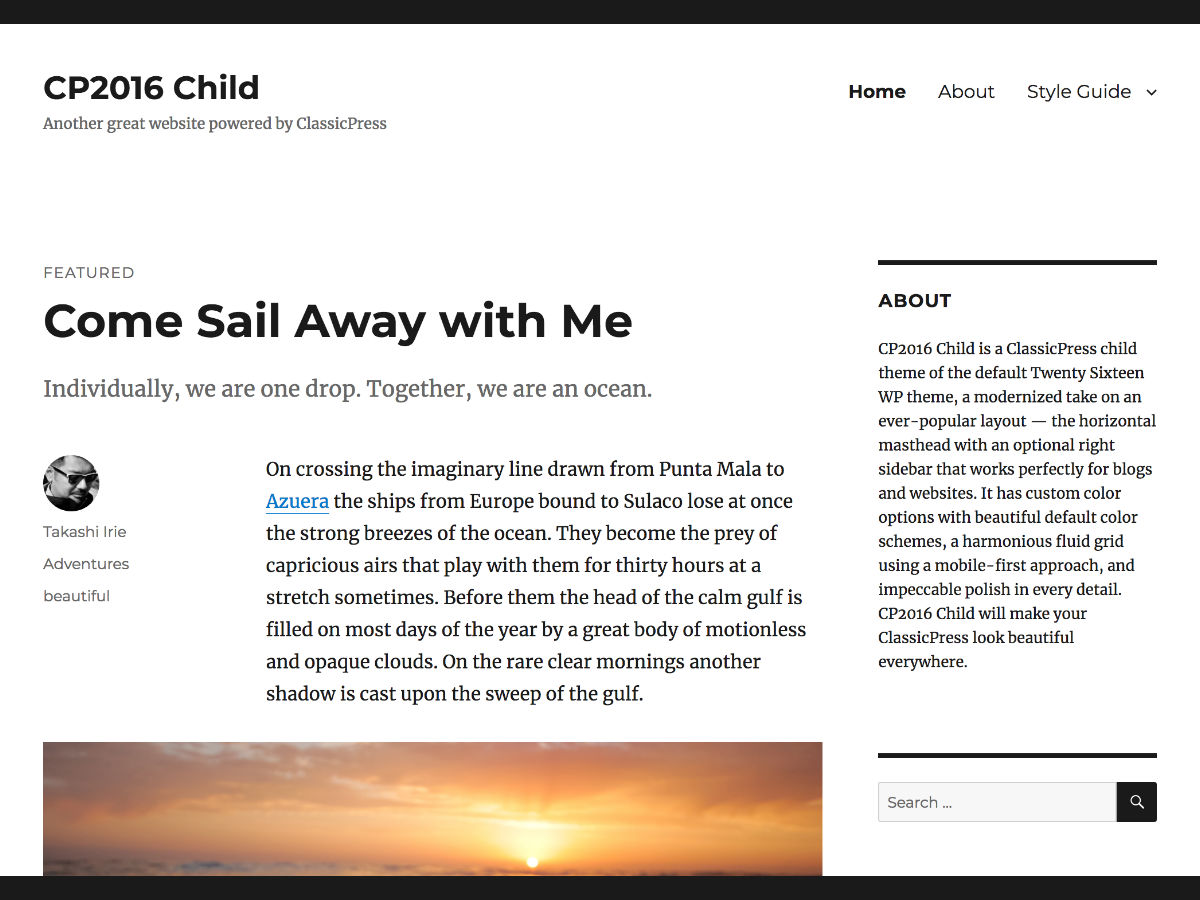 CP2016 Child
Another great website powered by ClassicPress
Home About Style Guide
FEATURED
Come Sail Away with Me
Individually, we are one drop. Together, we are an ocean.
Takashi Irie
Adventures
beautiful
On crossing the imaginary line drawn from Punta Mala to
Azuera the ships from Europe bound to Sulaco lose at once
the strong breezes of the ocean. They become the prey of
capricious airs that play with them for thirty hours at a
stretch sometimes. Before them the head of the calm gulf is
filled on most days of the year by a great body of motionless
and opaque clouds. On the rare clear mornings another
shadow is cast upon the sweep of the gulf.
ABOUT
CP2016 Child is a ClassicPress child
theme of the default Twenty Sixteen
WP theme, a modernized take on an
ever-popular layout — the horizontal
masthead with an optional right
sidebar that works perfectly for blogs
and websites. It has custom color
options with beautiful default color
schemes, a harmonious fluid grid
using a mobile-first approach, and
impeccable polish in every detail.
CP2016 Child will make your
ClassicPress look beautiful
everywhere.
Search ...